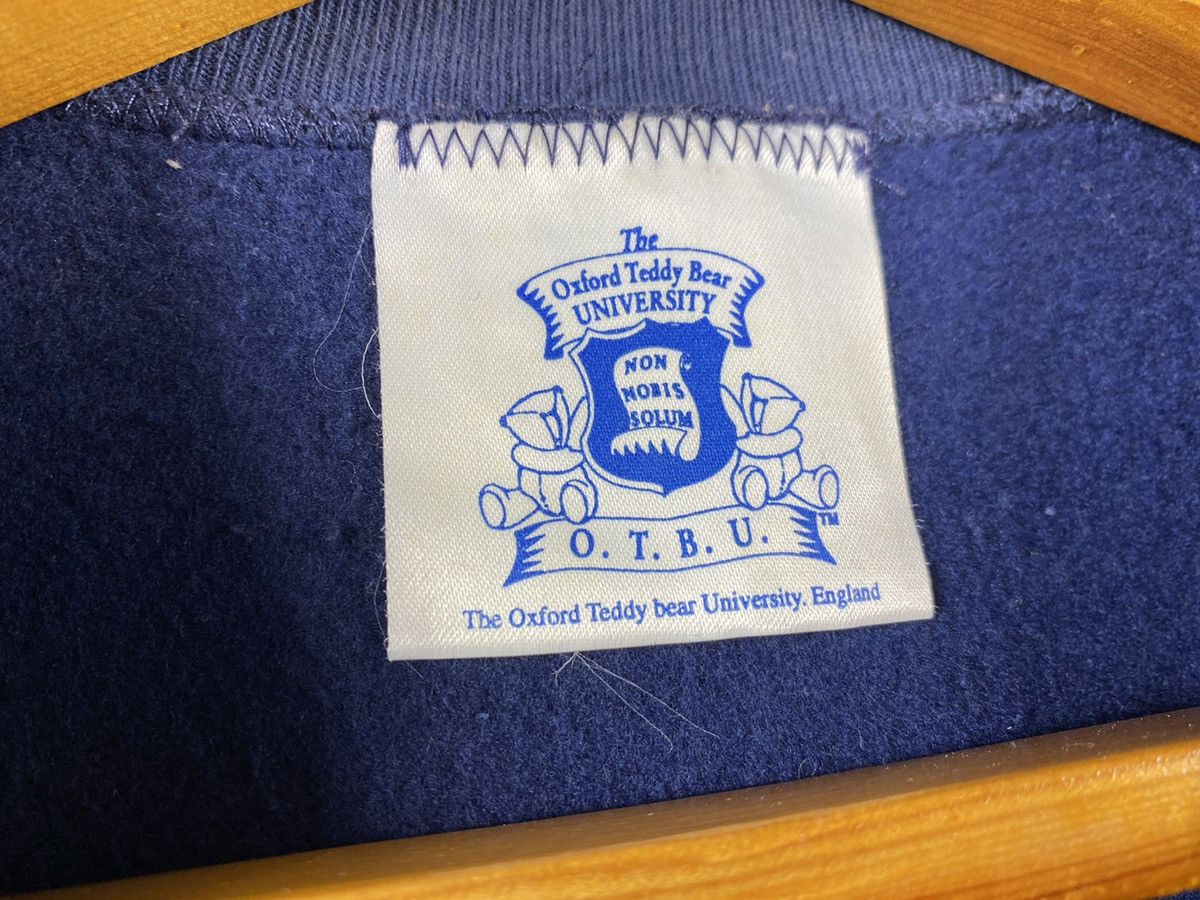 The
Oxford Teddy Bear
UNIVERSITY
NON
NOBIS
SOLUM
O. T. B. U.
TM
The Oxford Teddy bear University. England